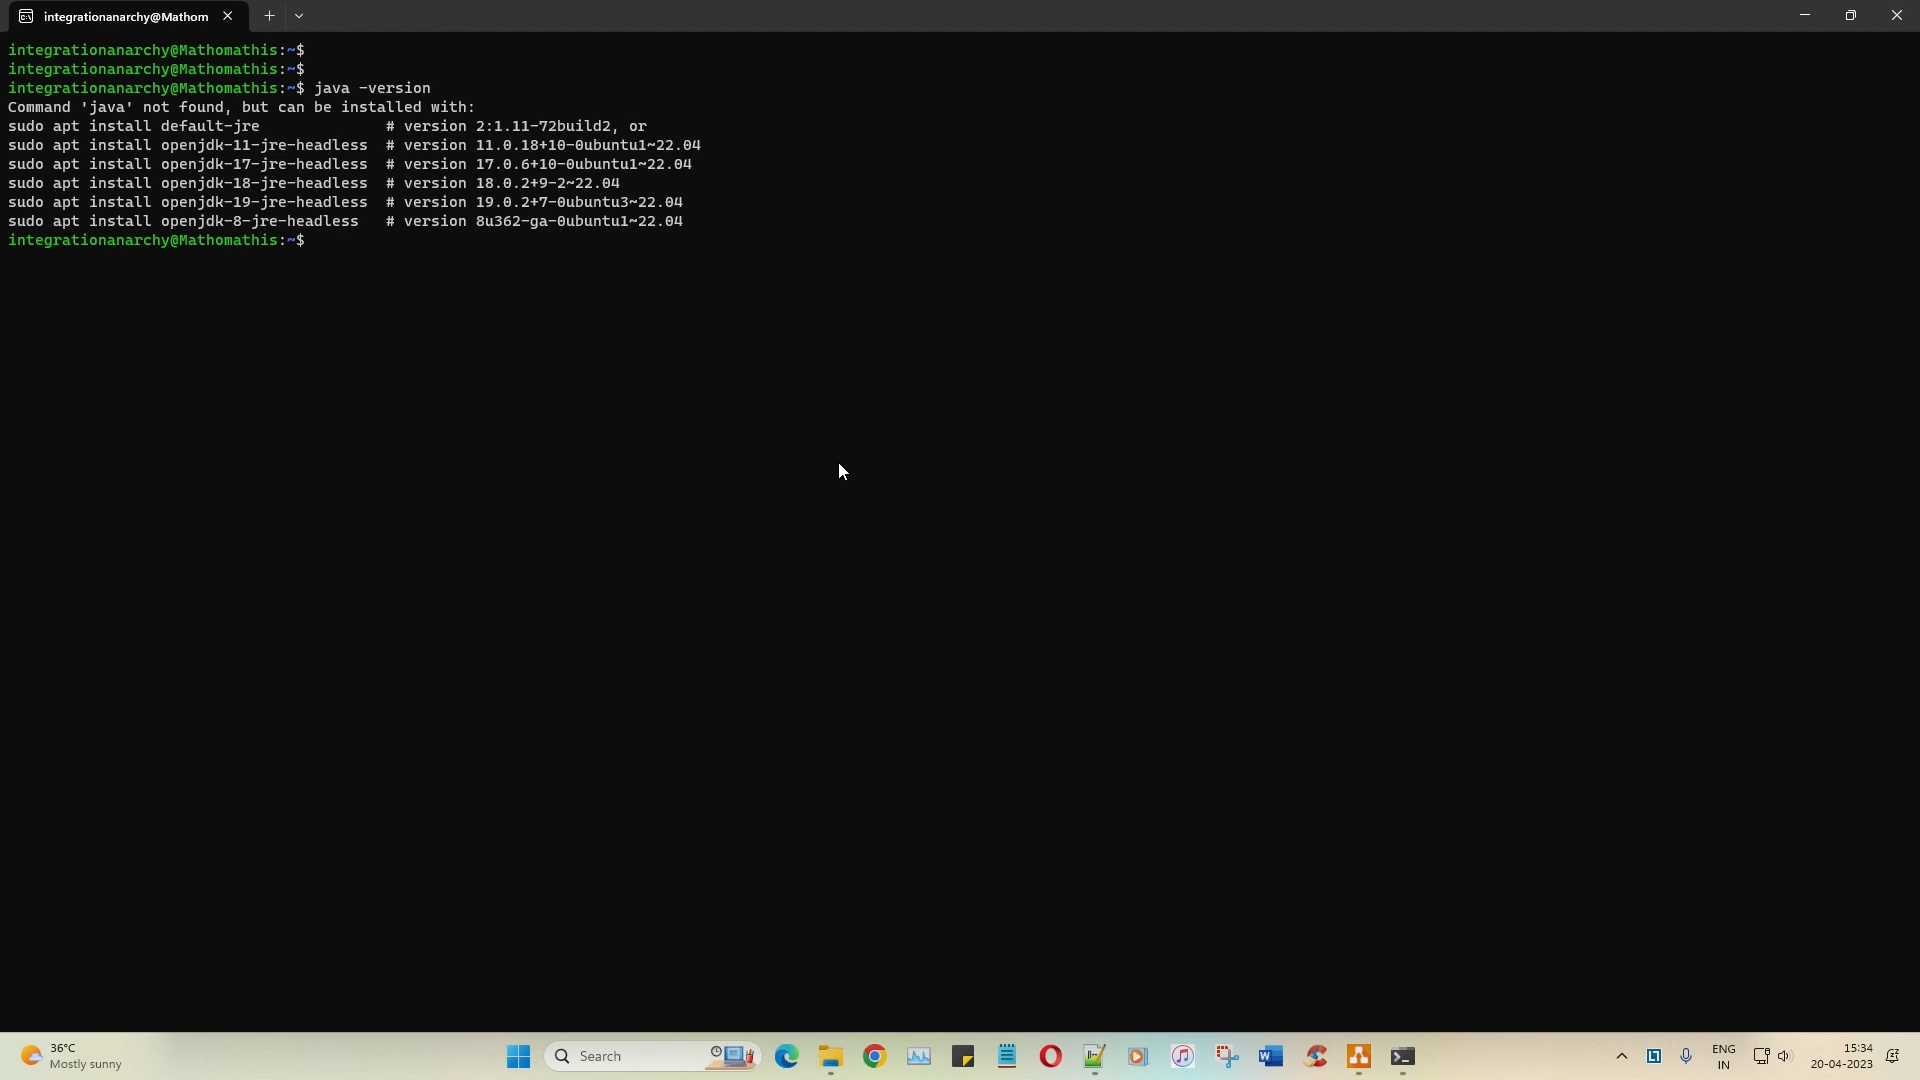 integrationanarchy@Mathom
integrationanarchy@Mathomathis:~$
integrationanarchy@Mathomathis:~$
integrationanarchy@Mathomathis:~$ java -version
Command 'java' not found, but can be installed with:
sudo apt install default-jre              # version 2:1.11-72build2, or
sudo apt install openjdk-11-jre-headless  # version 11.0.18+10-0ubuntu1~22.04
sudo apt install openjdk-17-jre-headless  # version 17.0.6+10-0ubuntu1~22.04
sudo apt install openjdk-18-jre-headless  # version 18.0.2+9-2~22.04
sudo apt install openjdk-19-jre-headless  # version 19.0.2+7-0ubuntu3~22.04
sudo apt install openjdk-8-jre-headless   # version 8u362-ga-0ubuntu1~22.04
integrationanarchy@Mathomathis:~$
36°C
Mostly sunny
Search
ENG
IN
15:34
20-04-2023